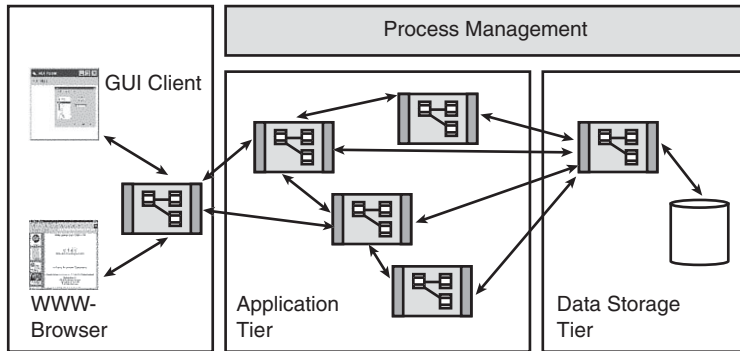 Process Management
GUI Client
WWW-
Browser
Application
Tier
Data Storage
Tier